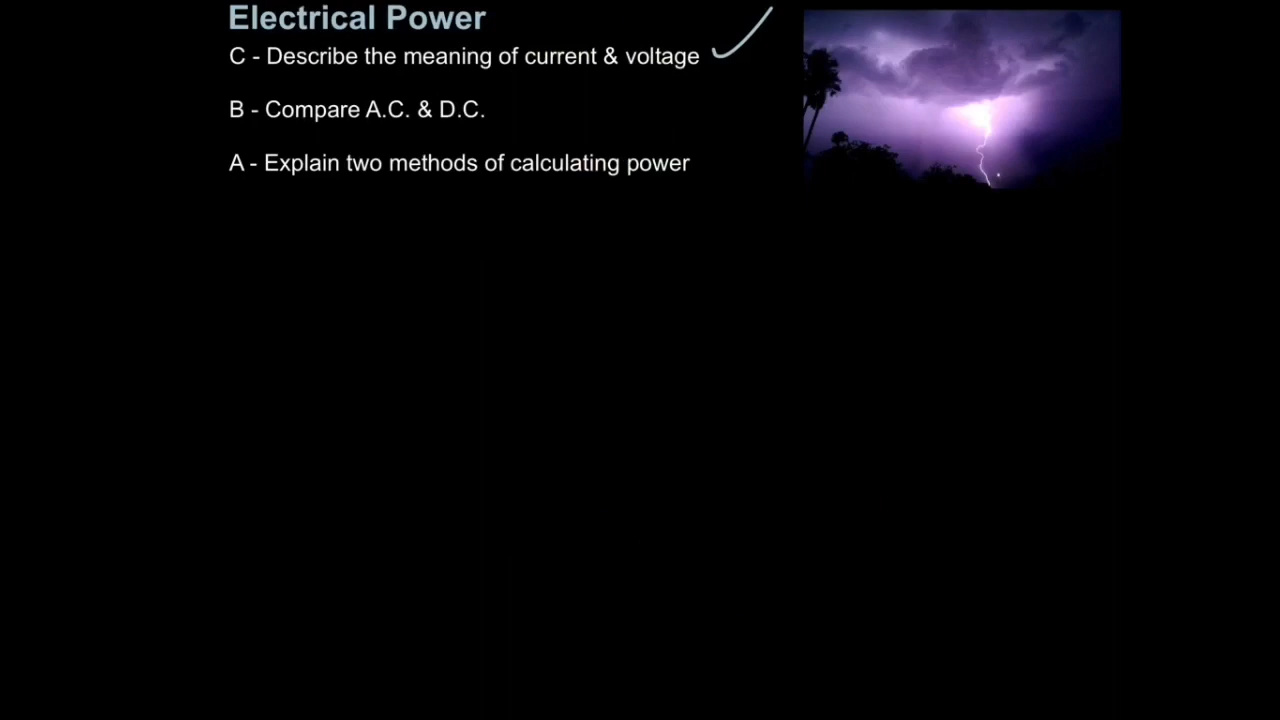 Electrical Power
C - Describe the meaning of current & voltage
B - Compare A.C. & D.C.
A - Explain two methods of calculating power